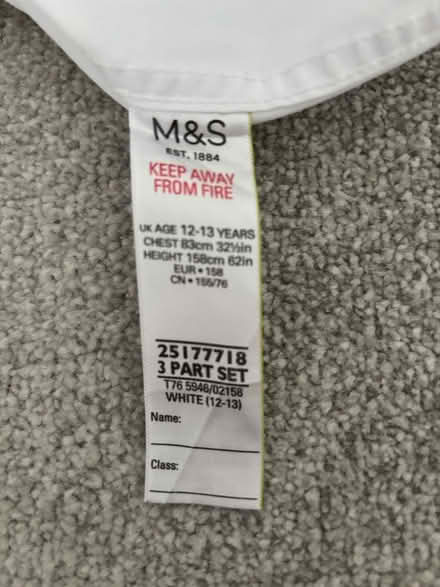 M&S
EST. 1884
KEEP AWAY
FROM FIRE
UK AGE 12-13 YEARS
CHEST 83cm 32½in
HEIGHT 158cm 62in
EUR • 158
CN • 155/76
25177718
3 PART SET
T76 5946/02158
WHITE (12-13)
Name:
Class: